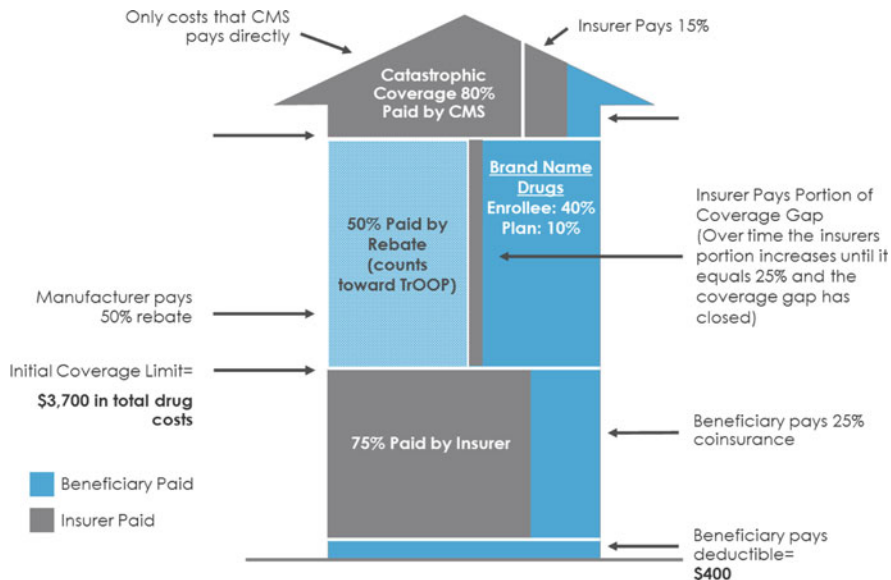 Only costs that CMS
pays directly
Insurer Pays 15%
Catastrophic
Coverage 80%
Paid by CMS
Brand Name
Drugs
Enrollee: 40%
Plan: 10%
50% Paid by
Rebate
(counts
toward TrOOP)
Insurer Pays Portion of
Coverage Gap
(Over time the insurers
portion increases until it
equals 25% and the
coverage gap has
closed)
Manufacturer pays
50% rebate
Initial Coverage Limit=
$3,700 in total drug
costs
75% Paid by Insurer
Beneficiary pays 25%
coinsurance
Beneficiary Paid
Insurer Paid
Beneficiary pays
deductible=
$400